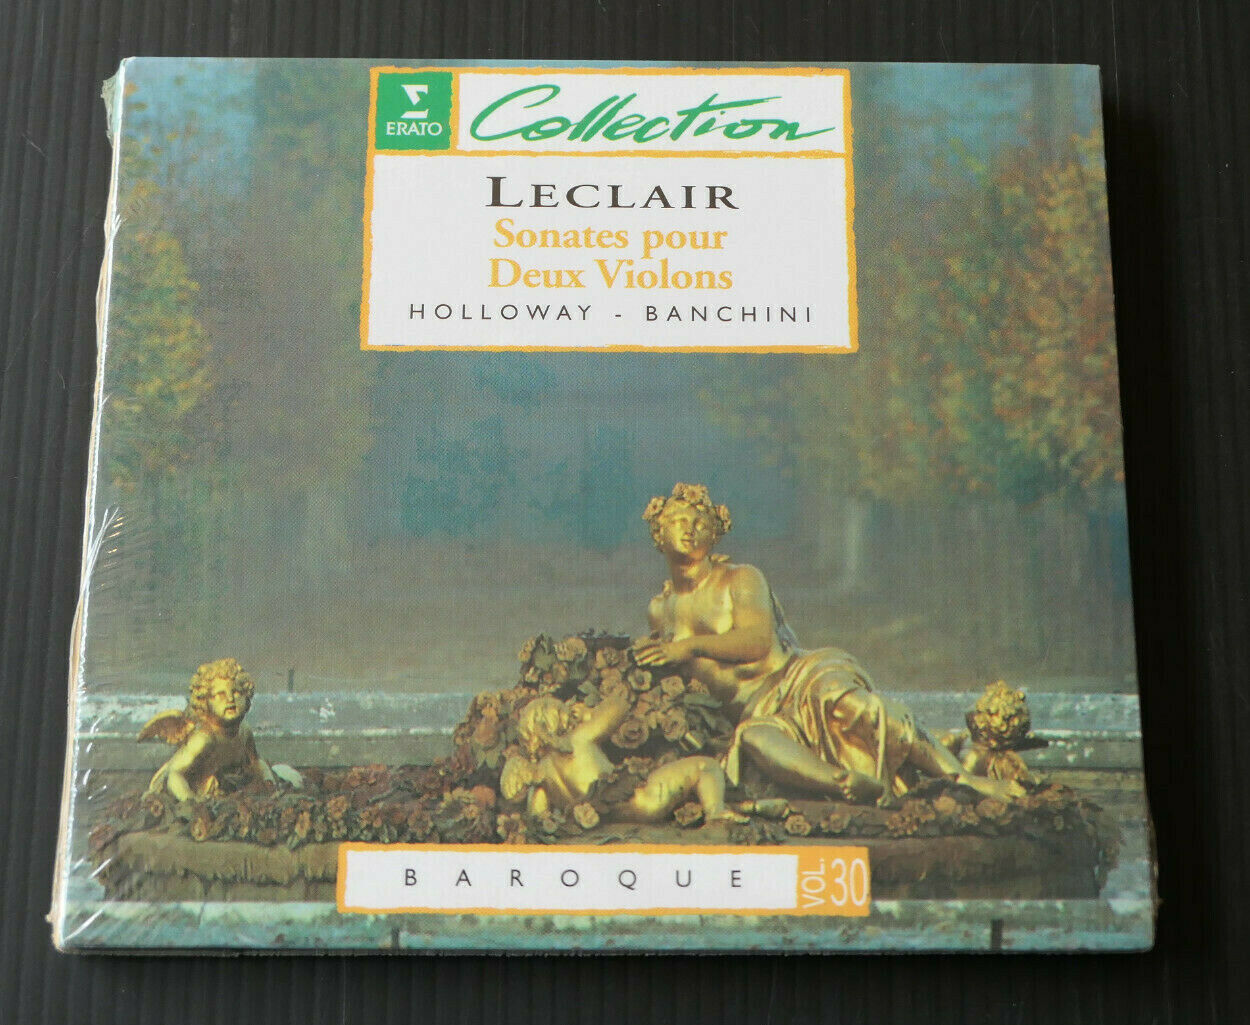 ERATO
Collection
LECLAIR
Sonates pour
Deux Violons
HOLLOWAY - BANCHINI
BAROQUE
VOL. 30